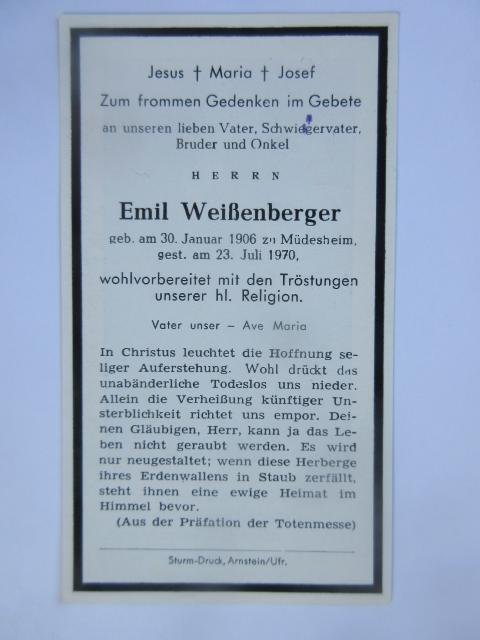 Jesus † Maria † Josef
Zum frommen Gedenken im Gebete
an unseren lieben Vater, Schwiegervater,
Bruder und Onkel
HERRN
Emil Weißenberger
geb. am 30. Januar 1906 zu Müdesheim,
gest. am 23. Juli 1970,
wohlvorbereitet mit den Tröstungen
unserer hl. Religion.
Vater unser – Ave Maria
In Christus leuchtet die Hoffnung se-
liger Auferstehung. Wohl drückt das
unabänderliche Todeslos uns nieder.
Allein die Verheißung künftiger Un-
sterblichkeit richtet uns empor. Dei-
nen Gläubigen, Herr, kann ja das Le-
ben nicht geraubt werden. Es wird
nur neugestaltet; wenn diese Herberge
ihres Erdenwallens in Staub zerfällt,
steht ihnen eine ewige Heimat im
Himmel bevor.
(Aus der Präfation der Totenmesse)
Sturm-Druck, Arnstein/Ufr.